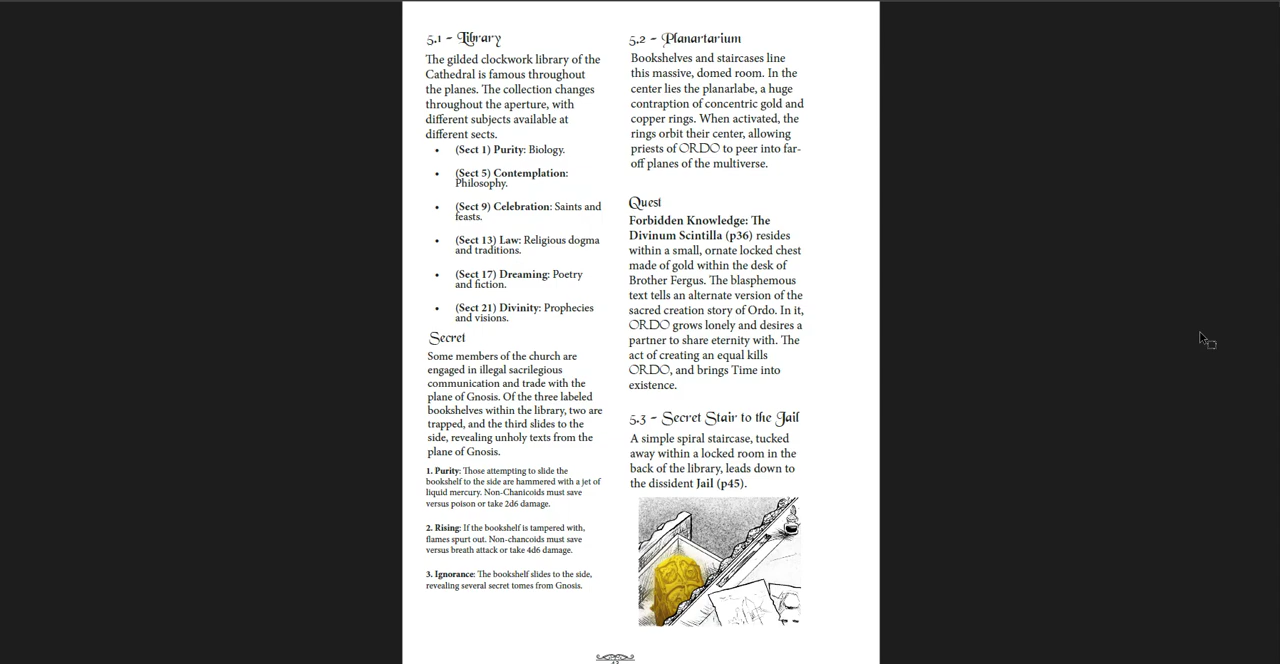 5.1 - Library
The gilded clockwork library of the
Cathedral is famous throughout
the planes. The collection changes
throughout the aperture, with
different subjects available at
different sects.
• (Sect 1) Purity: Biology.
• (Sect 5) Contemplation:
Philosophy.
• (Sect 9) Celebration: Saints and
feasts.
• (Sect 13) Law: Religious dogma
and traditions.
• (Sect 17) Dreaming: Poetry
and fiction.
• (Sect 21) Divinity: Prophecies
and visions.
Secret
Some members of the church are
engaged in illegal sacrilegious
communication and trade with the
plane of Gnosis. Of the three labeled
bookshelves within the library, two are
trapped, and the third slides to the
side, revealing unholy texts from the
plane of Gnosis.
1. Purity: Those attempting to slide the
bookshelf to the side are hammered with a jet of
liquid mercury. Non-Chanicoids must save
versus poison or take 2d6 damage.
2. Rising: If the bookshelf is tampered with,
flames spurt out. Non-chancoids must save
versus breath attack or take 4d6 damage.
3. Ignorance: The bookshelf slides to the side,
revealing several secret tomes from Gnosis.
5.2 - Planartarium
Bookshelves and staircases line
this massive, domed room. In the
center lies the planarlabe, a huge
contraption of concentric gold and
copper rings. When activated, the
rings orbit their center, allowing
priests of ORDO to peer into far-
off planes of the multiverse.
Quest
Forbidden Knowledge: The
Divinum Scintilla (p36) resides
within a small, ornate locked chest
made of gold within the desk of
Brother Fergus. The blasphemous
text tells an alternate version of the
sacred creation story of Ordo. In it,
ORDO grows lonely and desires a
partner to share eternity with. The
act of creating an equal kills
ORDO, and brings Time into
existence.
5.3 - Secret Stair to the Jail
A simple spiral staircase, tucked
away within a locked room in the
back of the library, leads down to
the dissident Jail (p45).